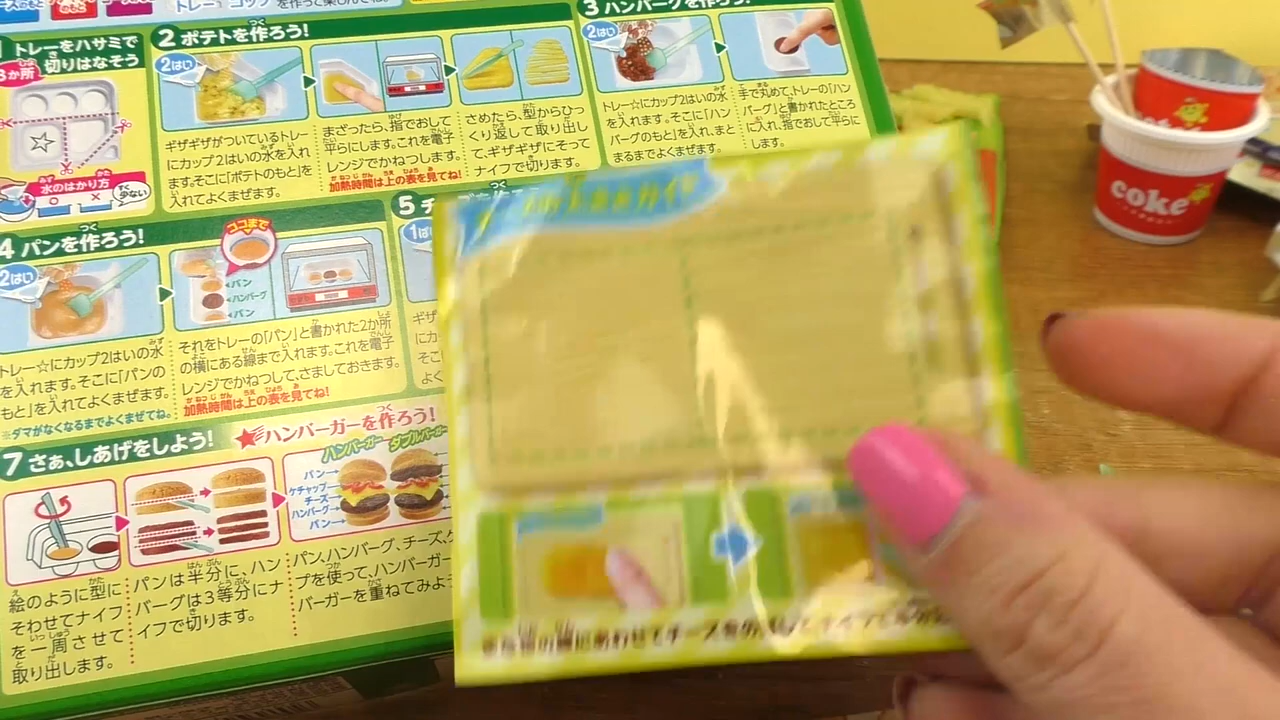 トレー コップ を作って楽しんでね。
1 トレーをハサミで
切りはなそう
3か所
水のはかり方
すく少ない
2 ポテトを作ろう!
2はい
ギザギザがついているトレー
にカップ2はいの水を入れ
ます。そこに「ポテトのもと」を
入れてよくまぜます。
まざったら、指でおして
平らにします。これを電子
レンジでかねつします。
加熱時間は上の表を見てね!
さめたら、型からひっ
くり返して取り出し
て、ギザギザにそって
ナイフで切ります。
3 ハンバーグを作ろう!
2はい
トレー☆にカップ2はいの水
を入れます。そこに「ハン
バーグのもと」を入れ、まと
まるまでよくまぜます。
手で丸めて、トレーの「ハン
バーグ」と書かれたところ
に入れ、指でおして平らに
します。
4 パンを作ろう!
2はい
ココまで
パン
ハンバーグ
パン
トレー☆にカップ2はいの水
を入れます。そこに「パンの
もと」を入れてよくまぜます。
※ダマがなくなるまでよくまぜてね。
それをトレーの「パン」と書かれた2か所
の横にある線まで入れます。これを電子
レンジでかねつして、さましておきます。
加熱時間は上の表を見てね!
5 チ
7 さぁ、しあげをしよう!
★ハンバーガーを作ろう!
ハンバーガー ダブルバーガー
パン
ケチャップ
チーズ
ハンバーグ
パン
絵のように型に
そわせてナイフ
を一周させて
取り出します。
パンは半分に、ハン
バーグは3等分にナ
イフで切ります。
パン、ハンバーグ、チーズ、ケ
プを使って、ハンバーガー
バーガーを重ねてみよ
coke